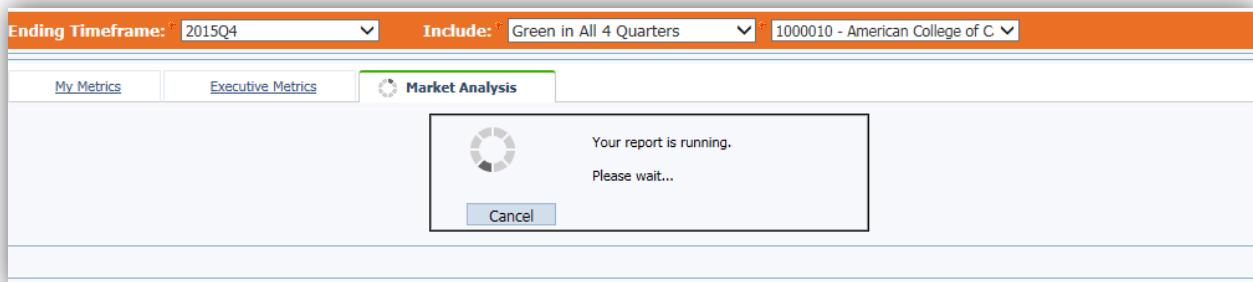 Ending Timeframe: * 2015Q4 Include: * Green in All 4 Quarters * 1000010 - American College of C
My Metrics Executive Metrics Market Analysis
Your report is running.
Please wait...
Cancel